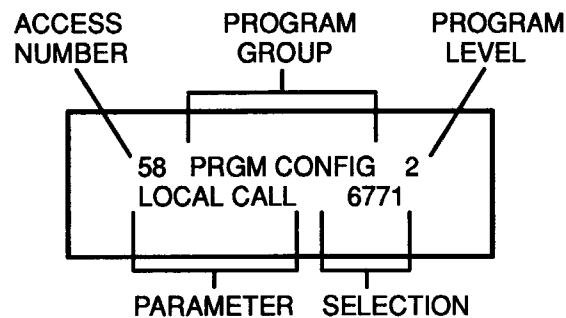 ACCESS NUMBER
PROGRAM GROUP
PROGRAM LEVEL
58 PRGM CONFIG 2
LOCAL CALL 6771
PARAMETER SELECTION